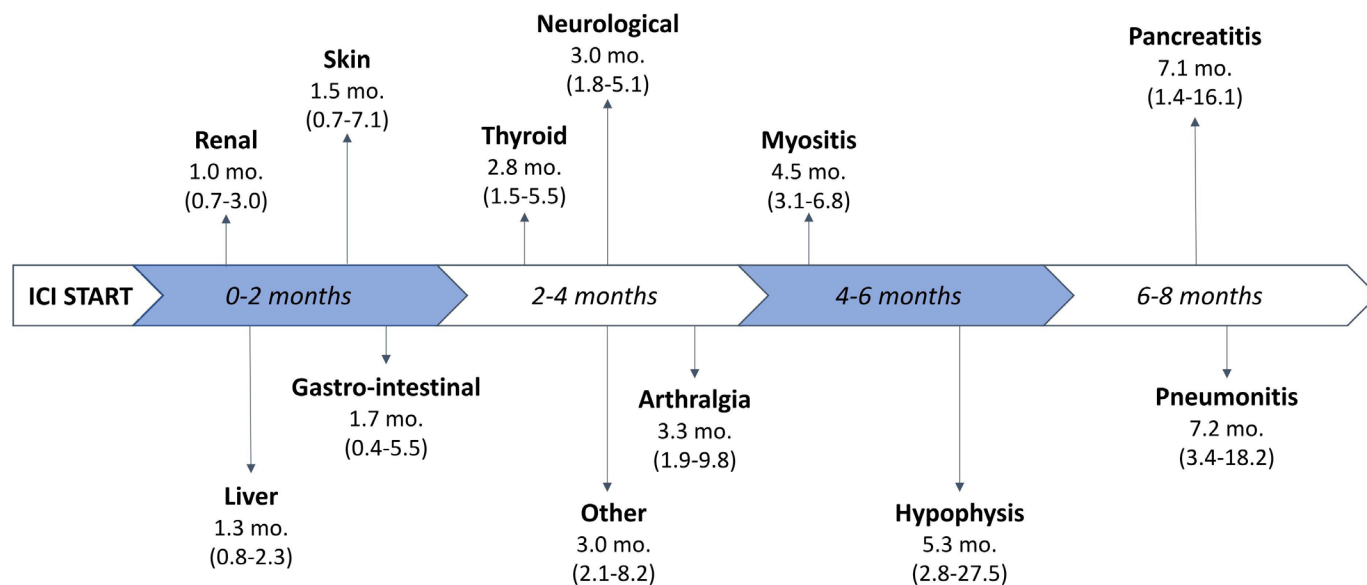 Neurological
3.0 mo.
(1.8-5.1)
Pancreatitis
7.1 mo.
(1.4-16.1)
Skin
1.5 mo.
(0.7-7.1)
Renal
1.0 mo.
(0.7-3.0)
Thyroid
2.8 mo.
(1.5-5.5)
Myositis
4.5 mo.
(3.1-6.8)
ICI START
0-2 months
2-4 months
4-6 months
6-8 months
Gastro-intestinal
1.7 mo.
(0.4-5.5)
Arthralgia
3.3 mo.
(1.9-9.8)
Pneumonitis
7.2 mo.
(3.4-18.2)
Liver
1.3 mo.
(0.8-2.3)
Other
3.0 mo.
(2.1-8.2)
Hypophysis
5.3 mo.
(2.8-27.5)